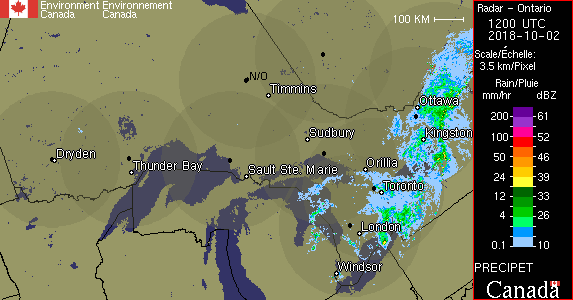 Environment Environnement
Canada Canada
100 KM
N/O
Timmins
Ottawa
Sudbury
Kingston
Dryden
Thunder Bay
Sault Ste. Marie
Orillia
Toronto
London
Windsor
Radar - Ontario
1200 UTC
2018-10-02
Scale/Échelle:
3.5 km/Pixel
Rain/Pluie
mm/hr dBZ
200 61
100 52
50 46
24 39
12 33
4 26
0.1 10
PRECIPET
Canada